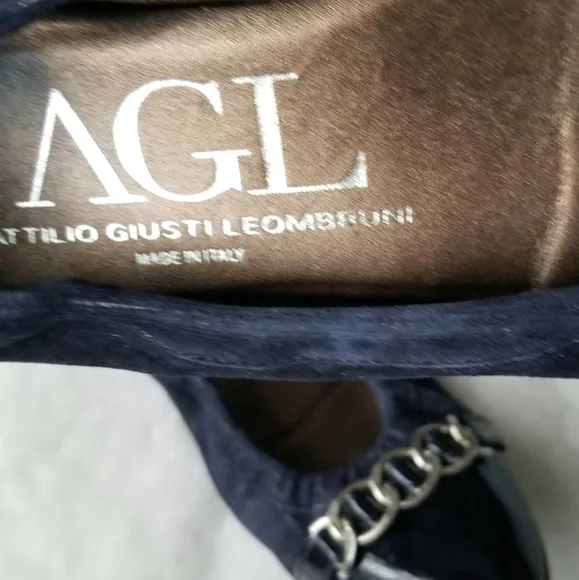 AGL
ATTILIO GIUSTI LEOMBRUNI
MADE IN ITALY